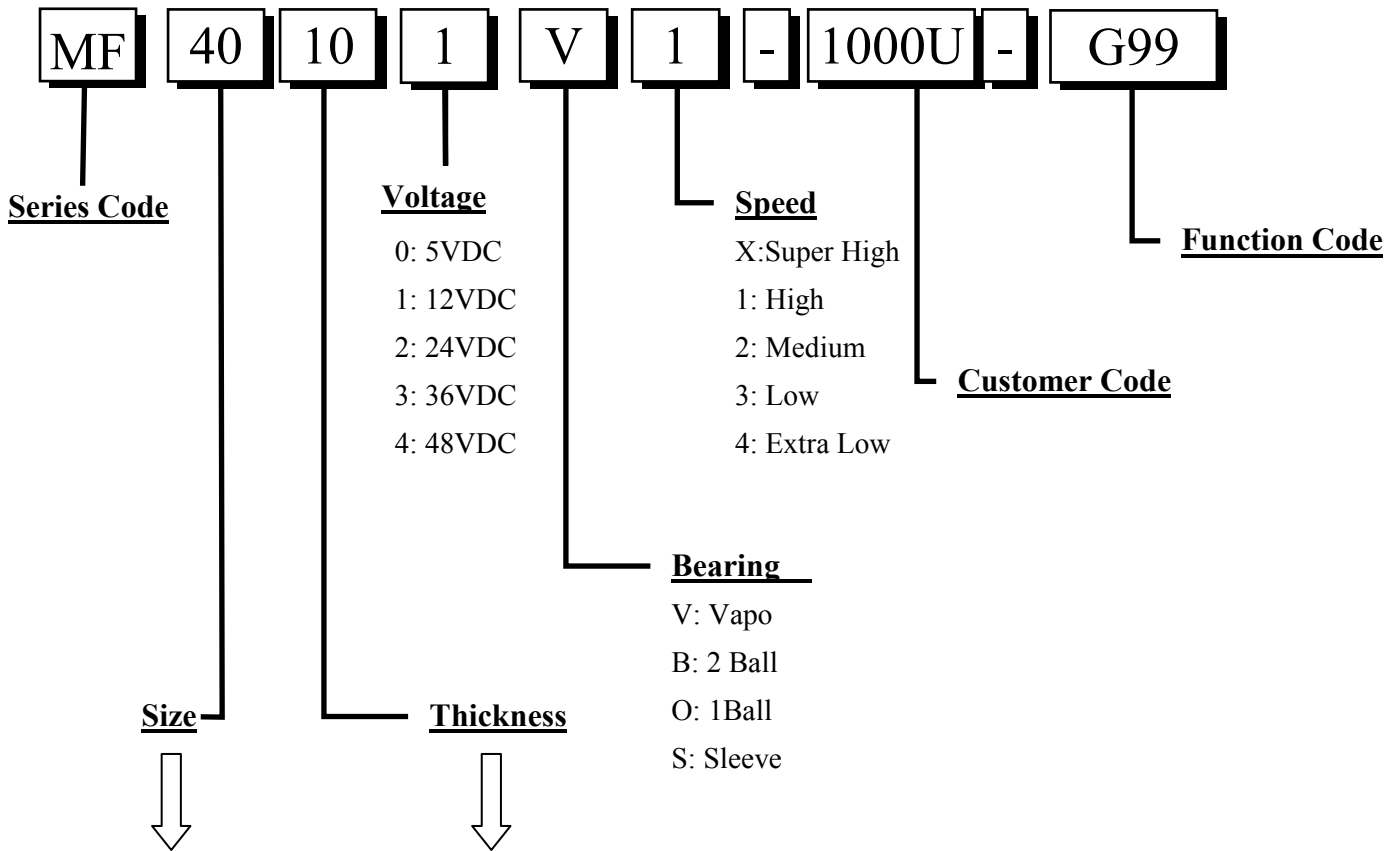 MF 40 10 1 V 1 - 1000U - G99
Series Code
Voltage
0: 5VDC
1: 12VDC
2: 24VDC
3: 36VDC
4: 48VDC
Speed
X:Super High
1: High
2: Medium
3: Low
4: Extra Low
Function Code
Customer Code
Bearing
V: Vapo
B: 2 Ball
O: 1Ball
S: Sleeve
Size
Thickness